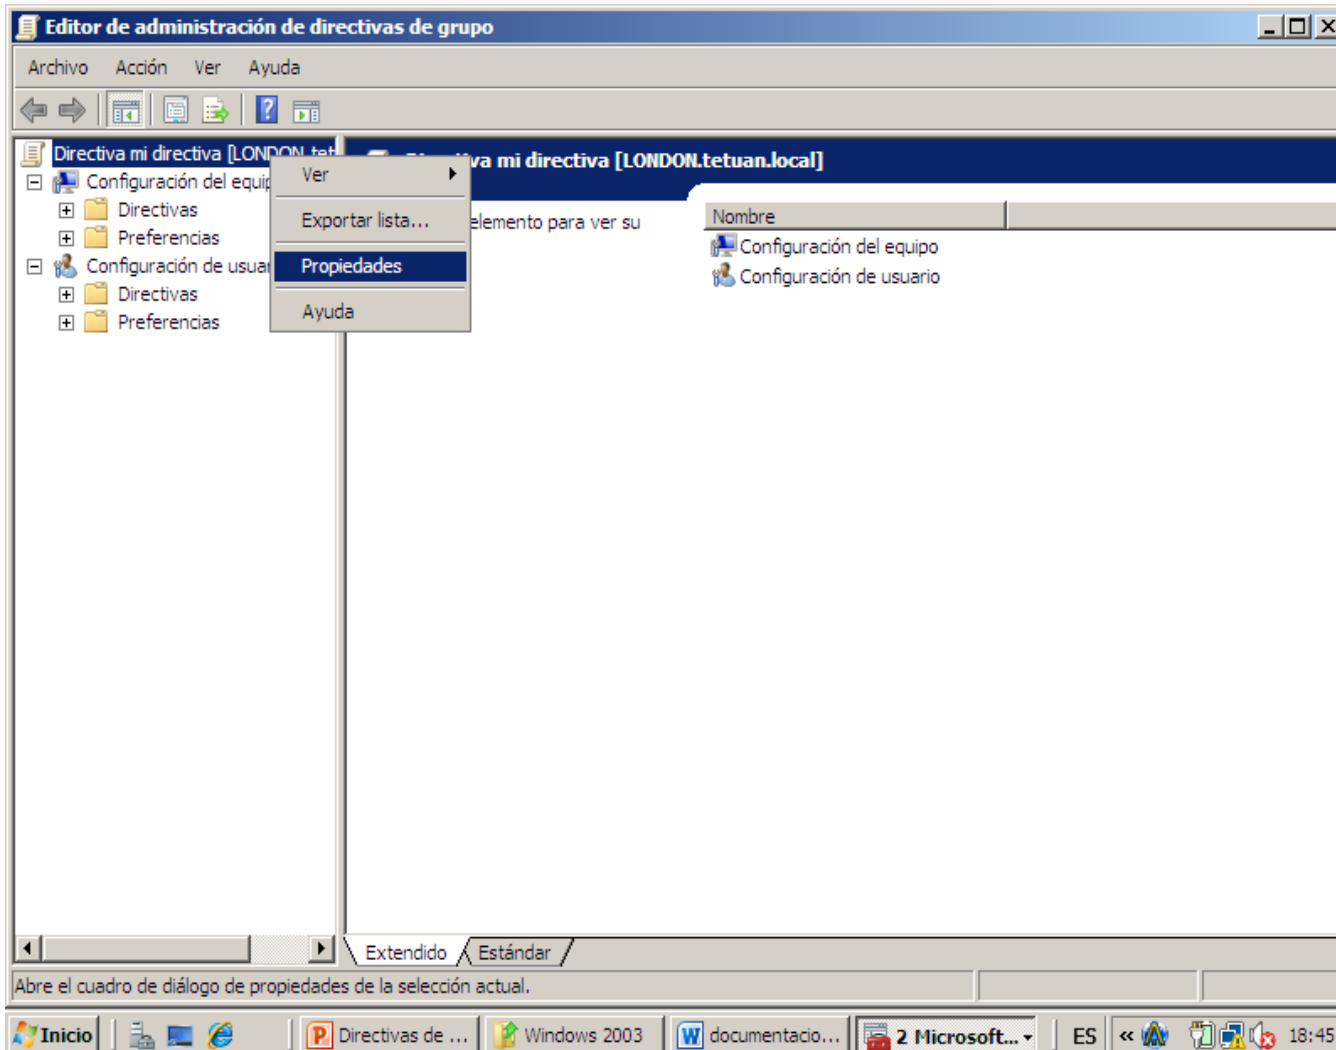 Editor de administración de directivas de grupo
Archivo Acción Ver Ayuda
Directiva mi directiva [LONDON.tet
Configuración del equip
Directivas
Preferencias
Configuración de usuar
Directivas
Preferencias
Ver
Exportar lista...
Propiedades
Ayuda
va mi directiva [LONDON.tetuan.local]
elemento para ver su
Nombre
Configuración del equipo
Configuración de usuario
Extendido Estándar
Abre el cuadro de diálogo de propiedades de la selección actual.
Inicio Directivas de ... Windows 2003 documentacio... 2 Microsoft... ES « 18:45